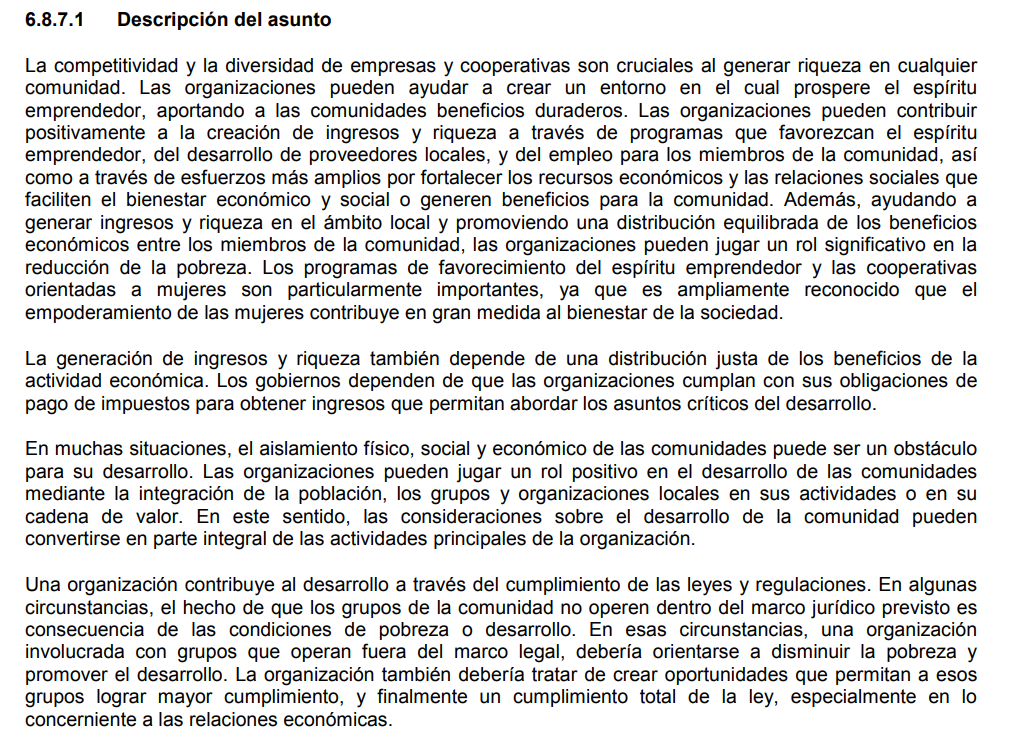 6.8.7.1 Descripción del asunto
La competitividad y la diversidad de empresas y cooperativas son cruciales al generar riqueza en cualquier
comunidad. Las organizaciones pueden ayudar a crear un entorno en el cual prospere el espíritu
emprendedor, aportando a las comunidades beneficios duraderos. Las organizaciones pueden contribuir
positivamente a la creación de ingresos y riqueza a través de programas que favorezcan el espíritu
emprendedor, del desarrollo de proveedores locales, y del empleo para los miembros de la comunidad, así
como a través de esfuerzos más amplios por fortalecer los recursos económicos y las relaciones sociales que
faciliten el bienestar económico y social o generen beneficios para la comunidad. Además, ayudando a
generar ingresos y riqueza en el ámbito local y promoviendo una distribución equilibrada de los beneficios
económicos entre los miembros de la comunidad, las organizaciones pueden jugar un rol significativo en la
reducción de la pobreza. Los programas de favorecimiento del espíritu emprendedor y las cooperativas
orientadas a mujeres son particularmente importantes, ya que es ampliamente reconocido que el
empoderamiento de las mujeres contribuye en gran medida al bienestar de la sociedad.
La generación de ingresos y riqueza también depende de una distribución justa de los beneficios de la
actividad económica. Los gobiernos dependen de que las organizaciones cumplan con sus obligaciones de
pago de impuestos para obtener ingresos que permitan abordar los asuntos críticos del desarrollo.
En muchas situaciones, el aislamiento físico, social y económico de las comunidades puede ser un obstáculo
para su desarrollo. Las organizaciones pueden jugar un rol positivo en el desarrollo de las comunidades
mediante la integración de la población, los grupos y organizaciones locales en sus actividades o en su
cadena de valor. En este sentido, las consideraciones sobre el desarrollo de la comunidad pueden
convertirse en parte integral de las actividades principales de la organización.
Una organización contribuye al desarrollo a través del cumplimiento de las leyes y regulaciones. En algunas
circunstancias, el hecho de que los grupos de la comunidad no operen dentro del marco jurídico previsto es
consecuencia de las condiciones de pobreza o desarrollo. En esas circunstancias, una organización
involucrada con grupos que operan fuera del marco legal, debería orientarse a disminuir la pobreza y
promover el desarrollo. La organización también debería tratar de crear oportunidades que permitan a esos
grupos lograr mayor cumplimiento, y finalmente un cumplimiento total de la ley, especialmente en lo
concerniente a las relaciones económicas.